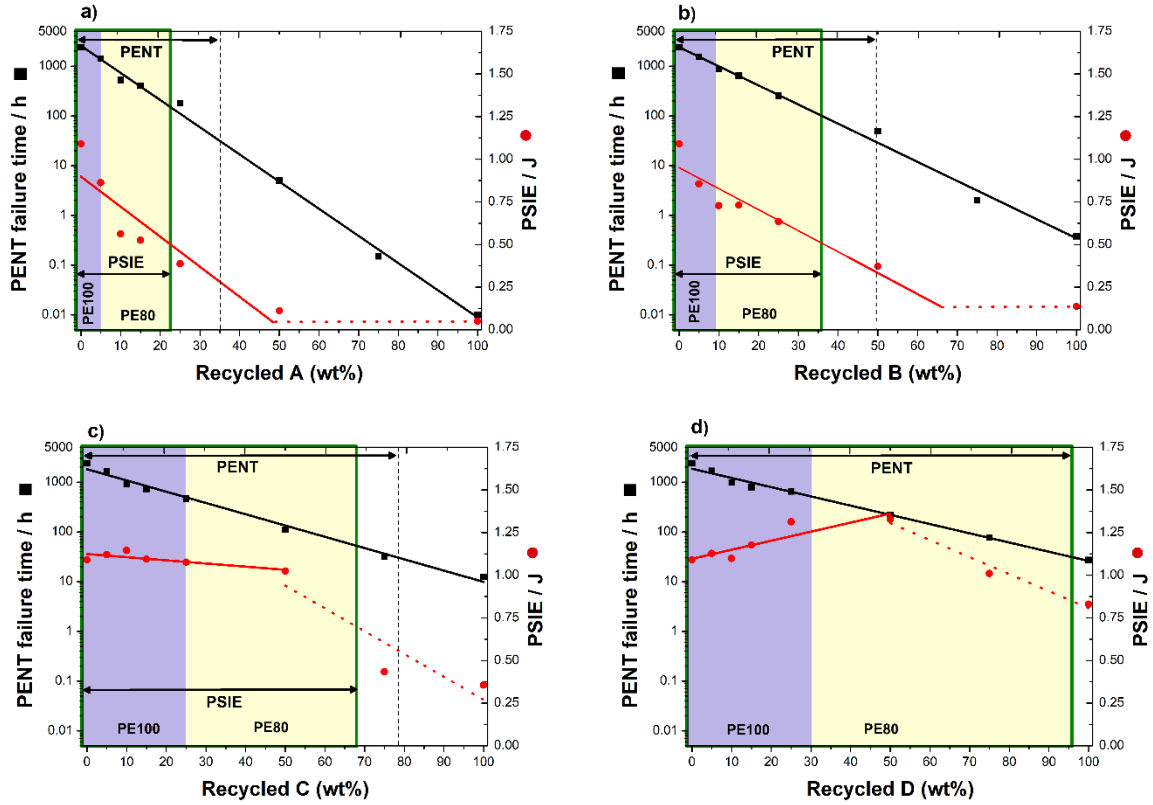 a)
PENT failure time / h
5000
1000
100
10
1
0.1
0.01
PENT
PSIE
PE100
PE80
0 10 20 30 40 50 60 70 80 90 100
Recycled A (wt%)
1.75
1.50
1.25
1.00
0.75
0.50
0.25
0.00
PSIE / J
b)
PENT failure time / h
5000
1000
100
10
1
0.1
0.01
PENT
PSIE
PE100
PE80
0 10 20 30 40 50 60 70 80 90 100
Recycled B (wt%)
1.75
1.50
1.25
1.00
0.75
0.50
0.25
0.00
PSIE / J
c)
PENT failure time / h
5000
1000
100
10
1
0.1
0.01
PENT
PSIE
PE100 PE80
0 10 20 30 40 50 60 70 80 90 100
Recycled C (wt%)
1.75
1.50
1.25
1.00
0.75
0.50
0.25
0.00
PSIE / J
d)
PENT failure time / h
5000
1000
100
10
1
0.1
0.01
PENT
PE100 PE80
0 10 20 30 40 50 60 70 80 90 100
Recycled D (wt%)
1.75
1.50
1.25
1.00
0.75
0.50
0.25
0.00
PSIE / J